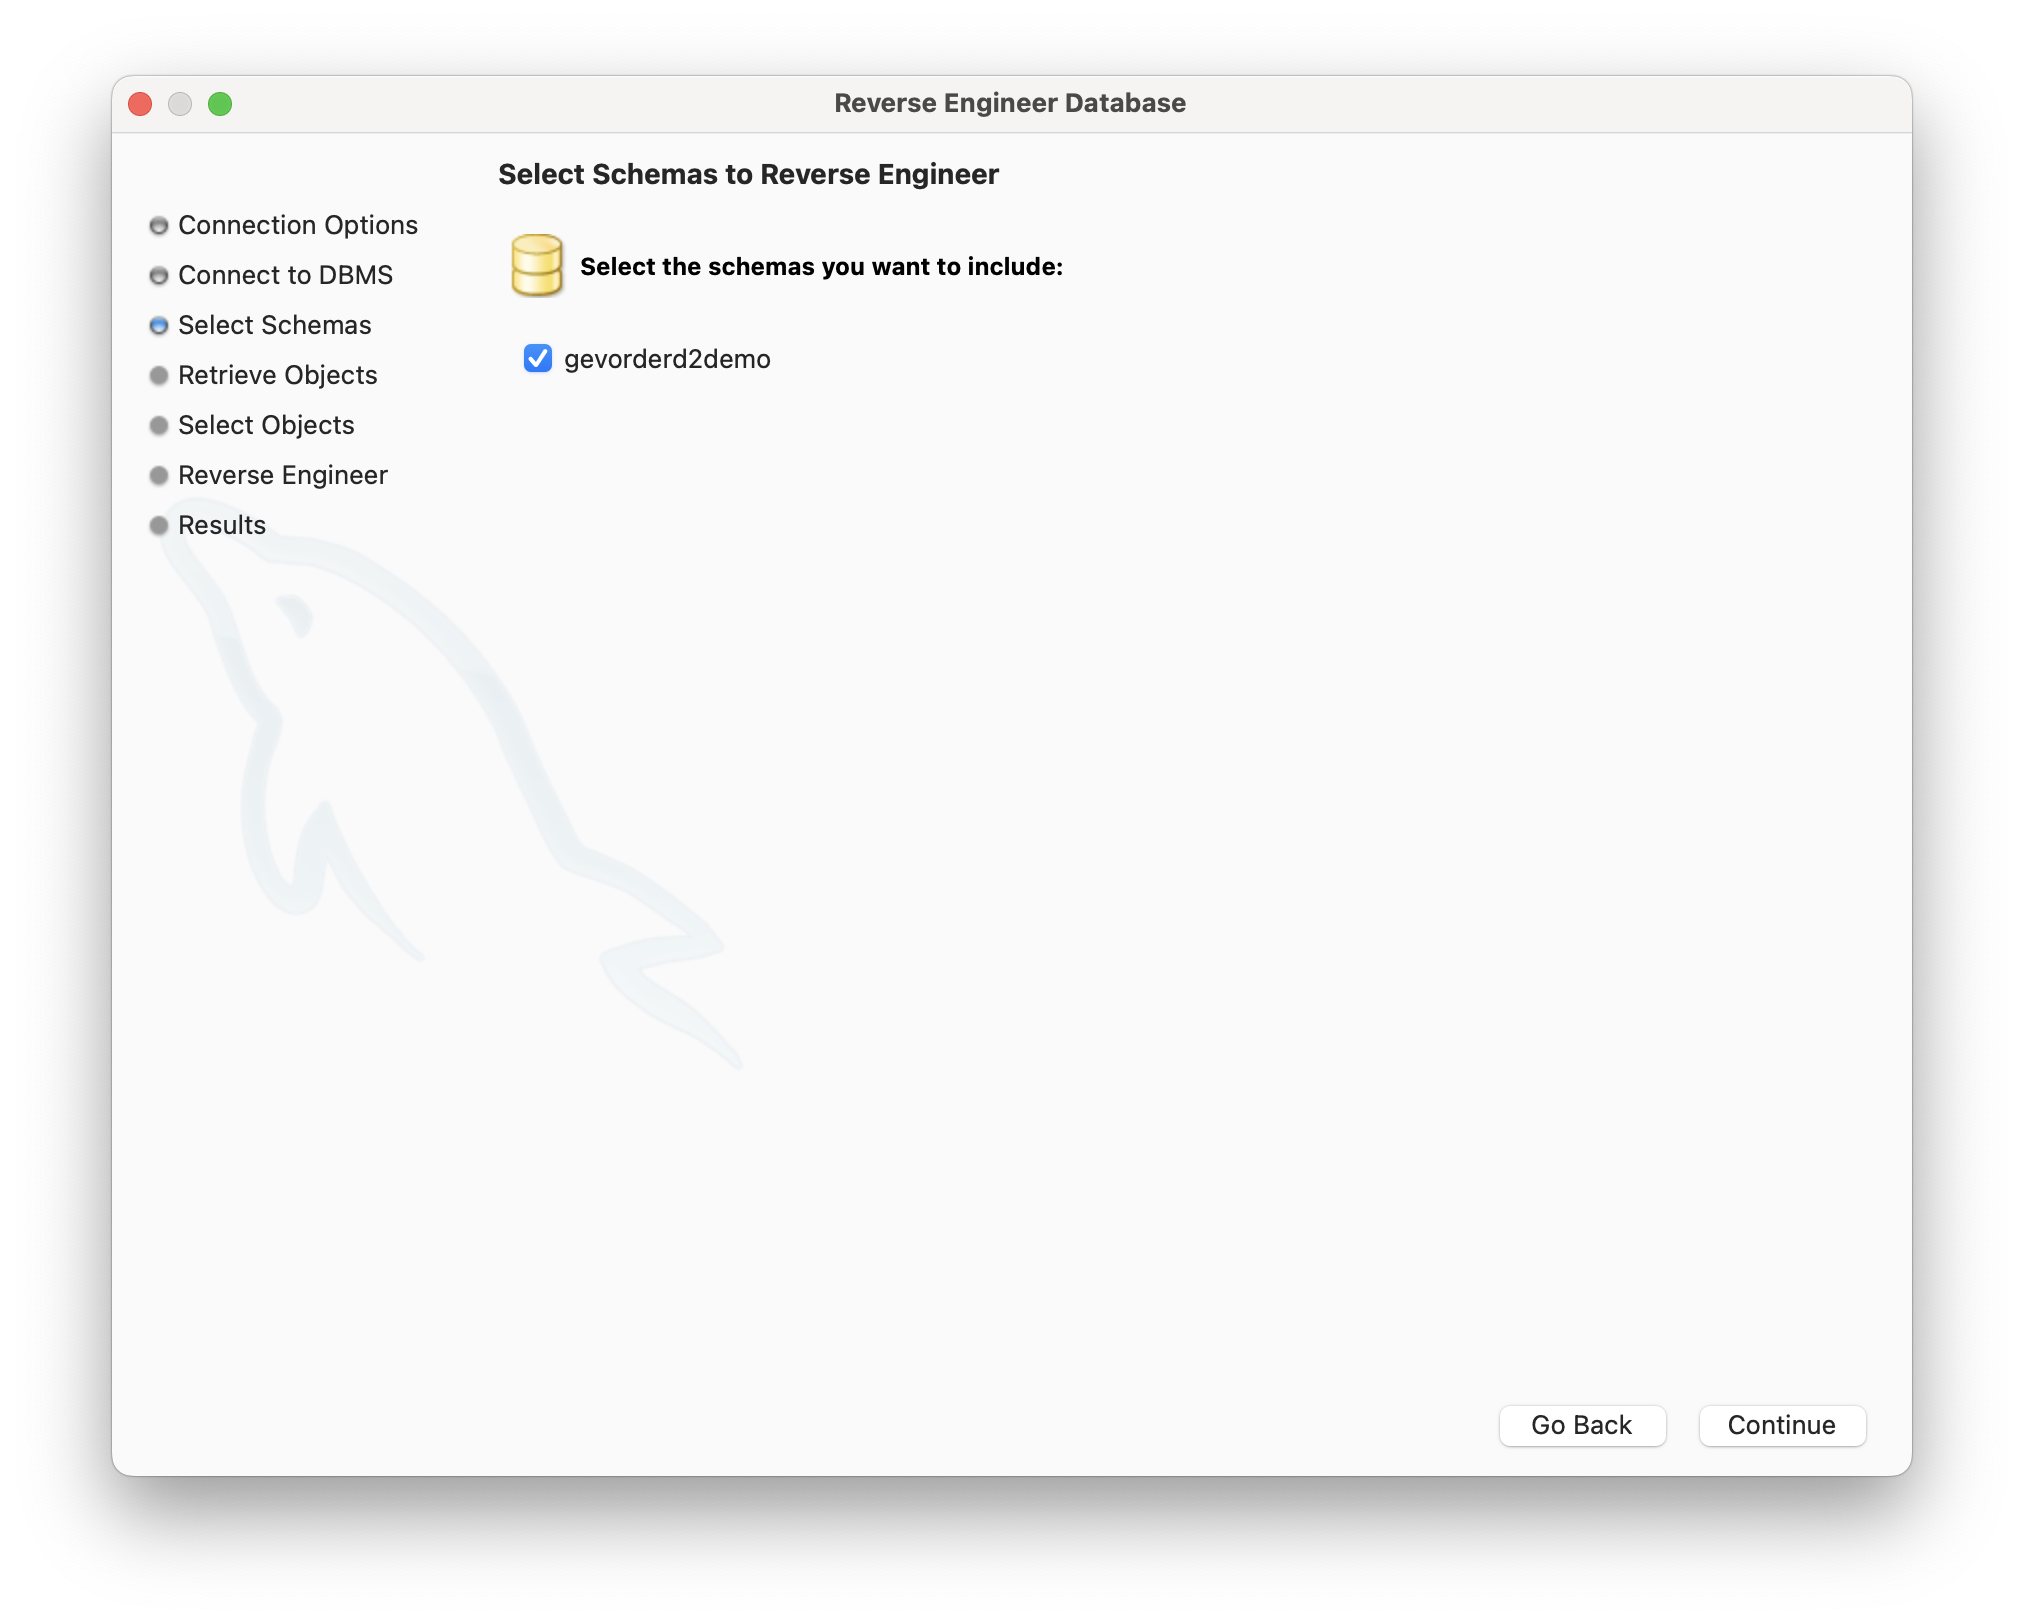 Reverse Engineer Database
Select Schemas to Reverse Engineer
Connection Options
Connect to DBMS
Select Schemas
Retrieve Objects
Select Objects
Reverse Engineer
Results
Select the schemas you want to include:
gevorderd2demo
Go Back
Continue